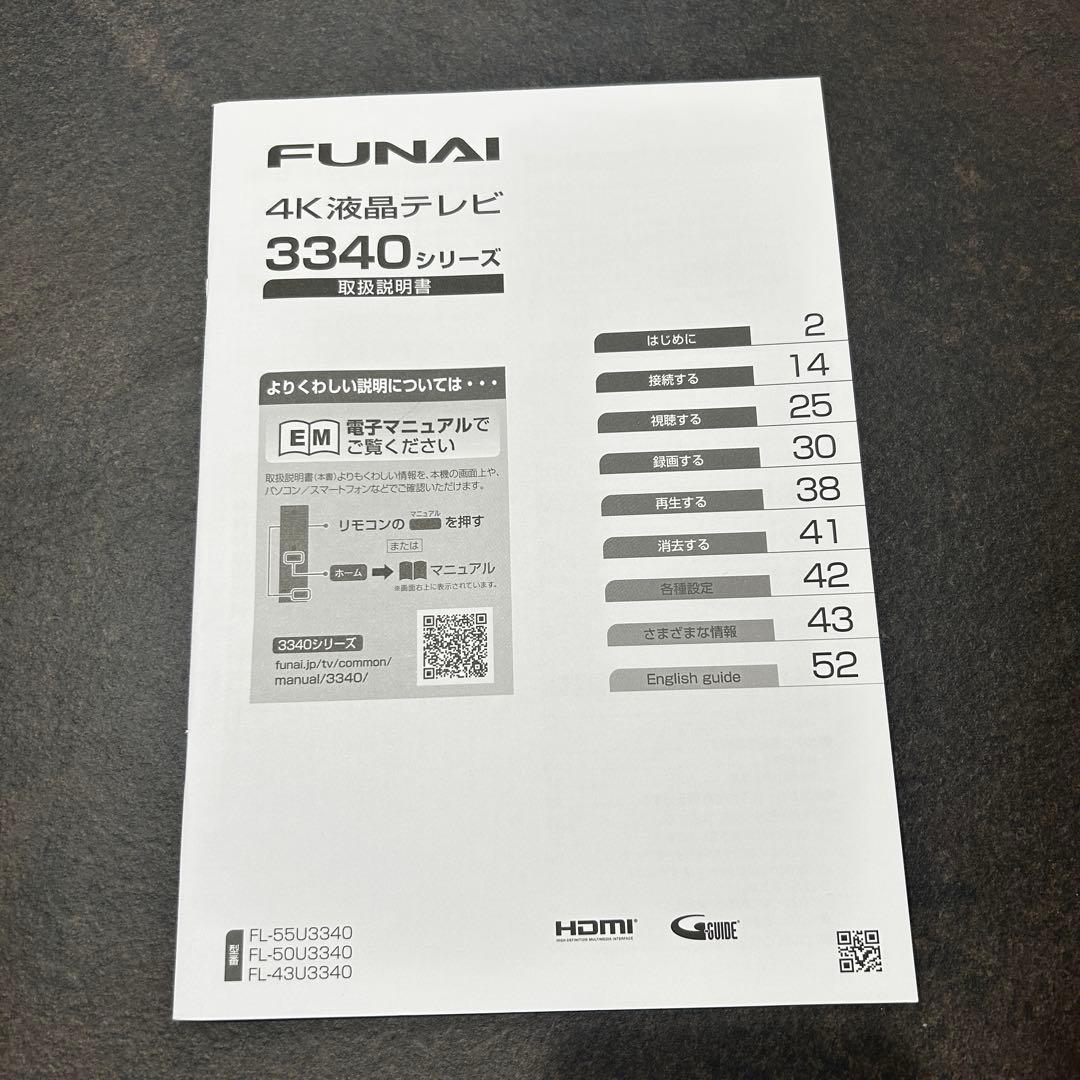 FUNAI
4K液晶テレビ
3340シリーズ
取扱説明書
よりくわしい説明については・・・
EM 電子マニュアルで
ご覧ください
取扱説明書(本書)よりもくわしい情報を、本機の画面上や、
パソコン／スマートフォンなどでご確認いただけます。
マニュアル
リモコンの を押す
または
ホーム マニュアル
※画面右上に表示されています。
3340シリーズ
funai.jp/tv/common/
manual/3340/
はじめに 2
接続する 14
視聴する 25
録画する 30
再生する 38
消去する 41
各種設定 42
さまざまな情報 43
English guide 52
型番
FL-55U3340
FL-50U3340
FL-43U3340
HDMI®
HIGH-DEFINITION MULTIMEDIA INTERFACE
G-GUIDE®